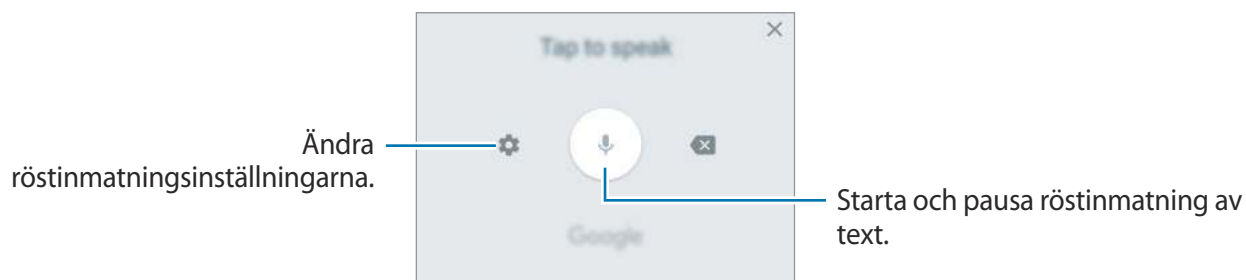 Tap to speak
Ändra
röstinmatningsinställningarna.
Starta och pausa röstinmatning av
text.
Google